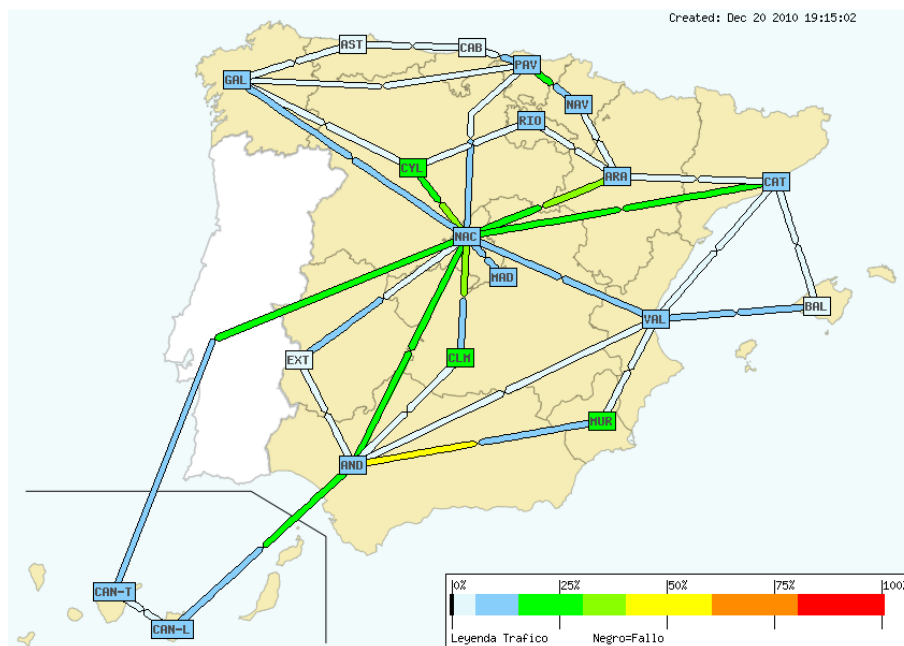 Created: Dec 20 2010 19:15:02
AST
CAB
PAV
GAL
NAV
RIO
CYL
ARA
CAT
NAC
MAD
BAL
VAL
EXT
CLM
MUR
AND
CAN-T
CAN-L
0% 25% 50% 75% 100%
Leyenda Trafico Negro=Fallo